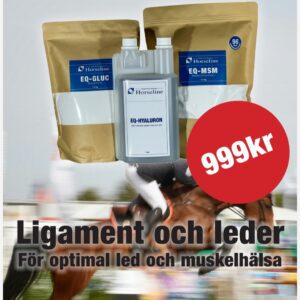 Horseline
EQ-GLUC
Horseline
EQ-HYALURON
Horseline
EQ-MSM
999kr
Ligament och leder
För optimal led och muskelhälsa